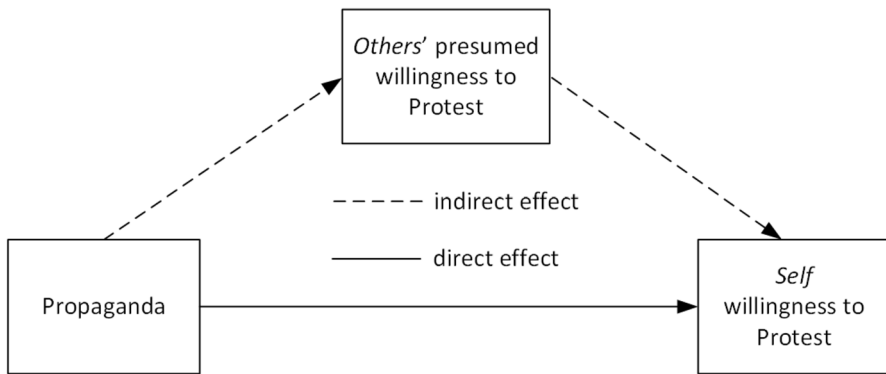 Others’ presumed
willingness to
Protest
indirect effect
direct effect
Propaganda
Self
willingness to
Protest